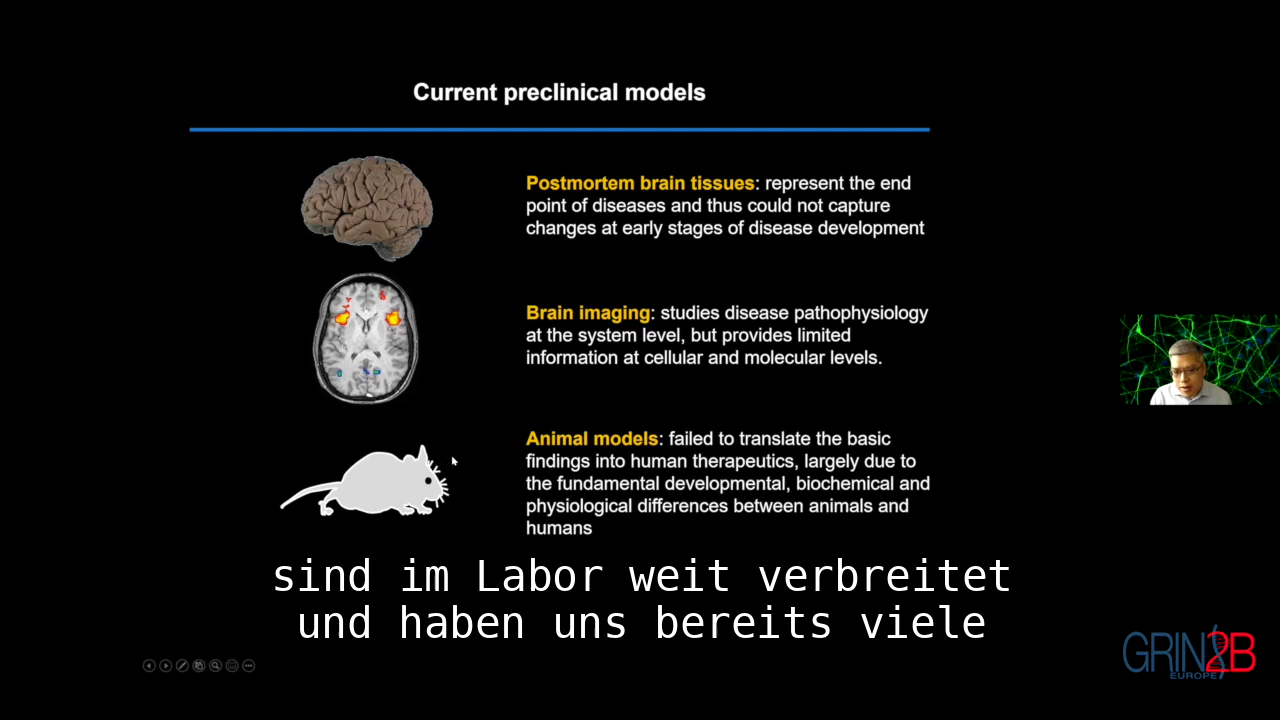 Current preclinical models
Postmortem brain tissues: represent the end
point of diseases and thus could not capture
changes at early stages of disease development
Brain imaging: studies disease pathophysiology
at the system level, but provides limited
information at cellular and molecular levels.
Animal models: failed to translate the basic
findings into human therapeutics, largely due to
the fundamental developmental, biochemical and
physiological differences between animals and
humans
sind im Labor weit verbreitet
und haben uns bereits viele
GRIN2B
EUROPE